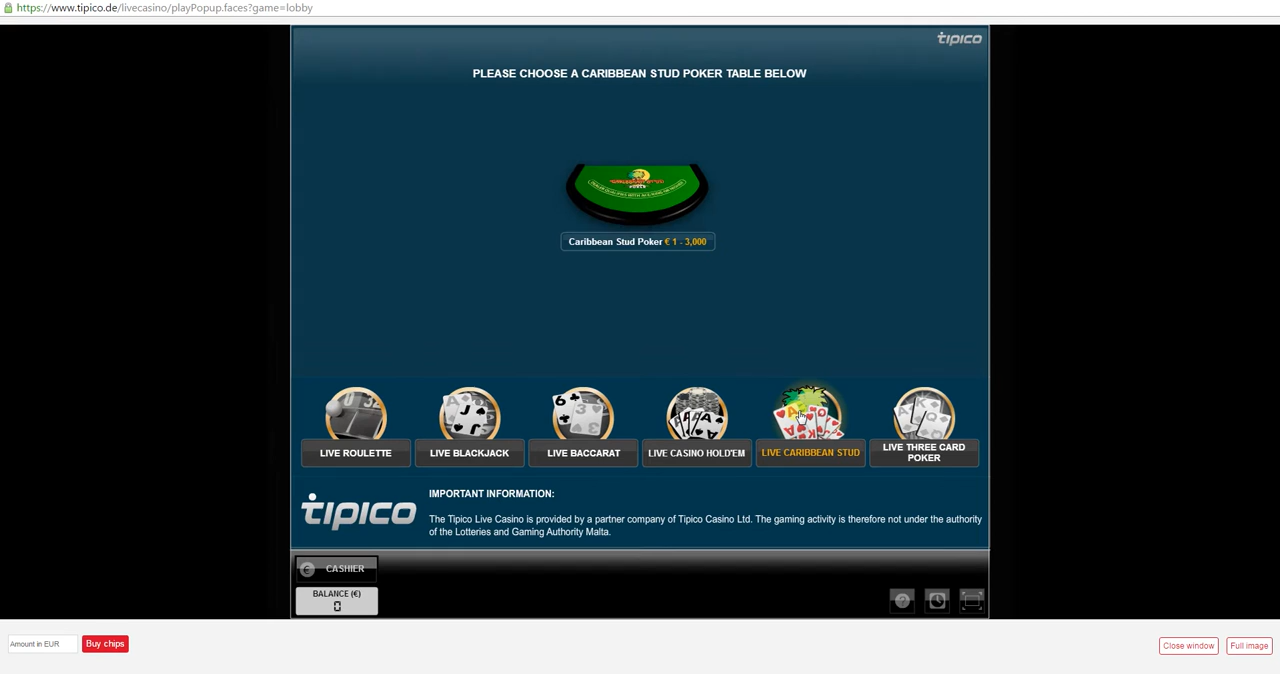 https://www.tipico.de/livecasino/playPopup.faces?game=lobby
tipico
PLEASE CHOOSE A CARIBBEAN STUD POKER TABLE BELOW
Caribbean Stud Poker € 1 - 3,000
LIVE ROULETTE
LIVE BLACKJACK
LIVE BACCARAT
LIVE CASINO HOLD'EM
LIVE CARIBBEAN STUD
LIVE THREE CARD
POKER
tipico
IMPORTANT INFORMATION:
The Tipico Live Casino is provided by a partner company of Tipico Casino Ltd. The gaming activity is therefore not under the authority
of the Lotteries and Gaming Authority Malta.
€ CASHIER
BALANCE (€)
0
?
Amount in EUR
Buy chips
Close window
Full image